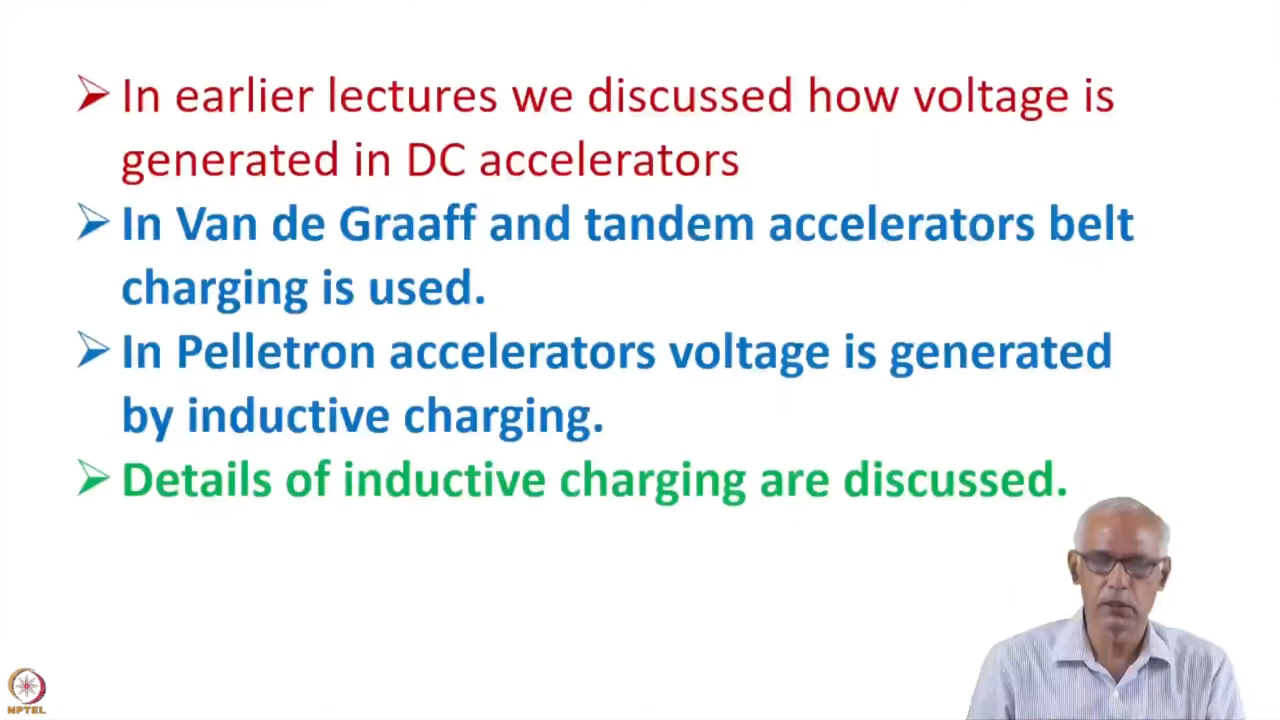 ➢ In earlier lectures we discussed how voltage is
generated in DC accelerators
➢ In Van de Graaff and tandem accelerators belt
charging is used.
➢ In Pelletron accelerators voltage is generated
by inductive charging.
➢ Details of inductive charging are discussed.
NPTEL